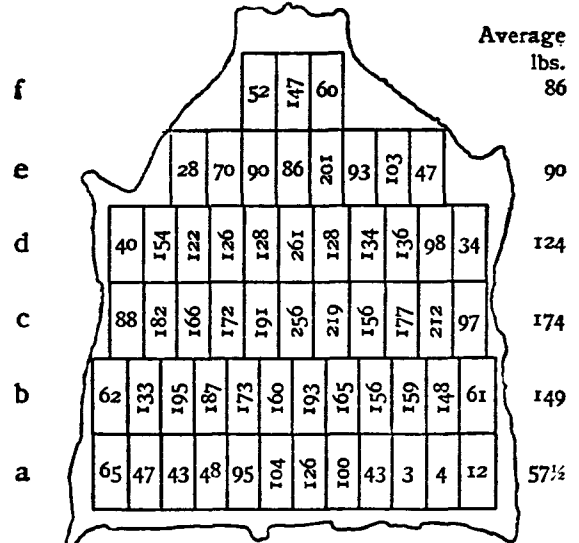 Average
lbs.
f 52 147 60 86
e 28 70 90 86 201 93 103 47 90
d 40 154 122 126 128 261 128 134 136 98 34 124
c 88 182 166 172 191 256 219 156 177 212 97 174
b 62 133 195 187 173 160 193 165 156 159 148 61 149
a 65 47 43 48 95 104 126 100 43 3 4 12 57½